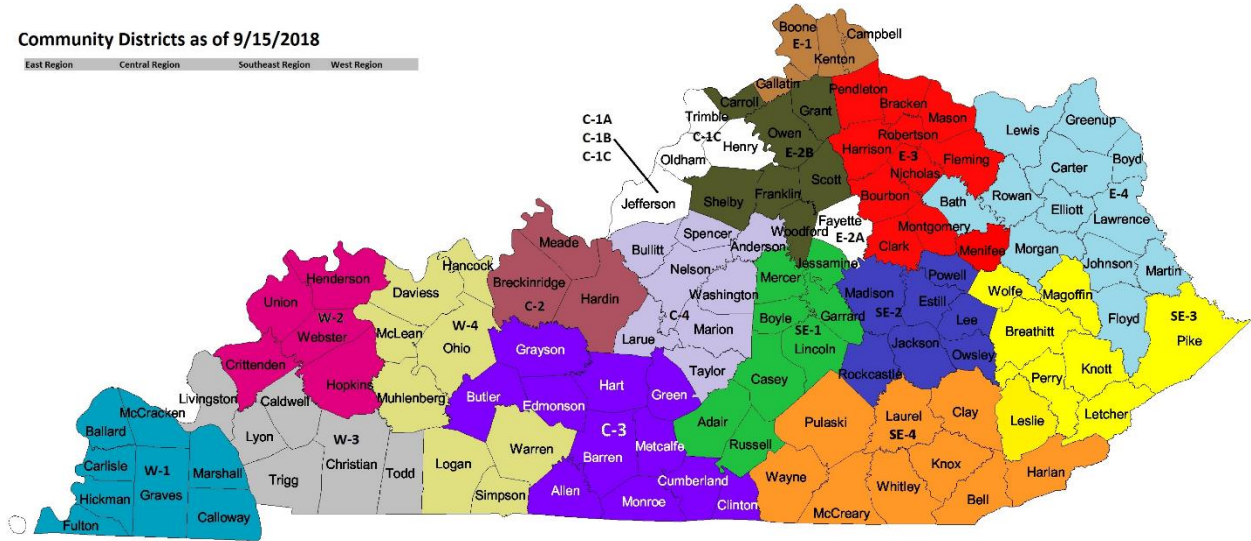 Community Districts as of 9/15/2018
East Region Central Region Southeast Region West Region
Boone
E-1
Campbell
Kenton
Gallatin
Carroll
Grant
Pendleton
Bracken
Mason
Trimble
C-1C
Henry
Owen
E-2B
Robertson
Harrison
E-3
Fleming
Nicholas
Lewis
Greenup
Carter
Boyd
E-4
C-1A
C-1B
C-1C
Oldham
Jefferson
Shelby
Franklin
Scott
Bourbon
Bath
Rowan
Elliott
Lawrence
Woodford
Fayette
E-2A
Clark
Montgomery
Menifee
Morgan
Johnson
Martin
Meade
Breckinridge
C-2
Hardin
Bullitt
Spencer
Anderson
Nelson
Washington
C-4
Marion
Larue
Taylor
Mercer
Jessamine
Boyle
SE-1
Garrard
Lincoln
Casey
Adair
Russell
Madison
SE-2
Powell
Estill
Lee
Jackson
Owsley
Rockcastle
Wolfe
Magoffin
Floyd
SE-3
Pike
Breathitt
Knott
Perry
Leslie
Letcher
Henderson
Union
W-2
Webster
Crittenden
Hopkins
Hancock
Daviess
McLean
W-4
Ohio
Muhlenberg
Grayson
Butler
Edmonson
Hart
Green
C-3
Barren
Metcalfe
Allen
Monroe
Cumberland
Clinton
Warren
Logan
Simpson
Livingston
Caldwell
Lyon
W-3
Trigg
Christian
Todd
Pulaski
Laurel
SE-4
Clay
Knox
Harlan
Wayne
Whitley
Bell
McCreary
McCracken
Ballard
Carlisle
W-1
Marshall
Hickman
Graves
Fulton
Calloway